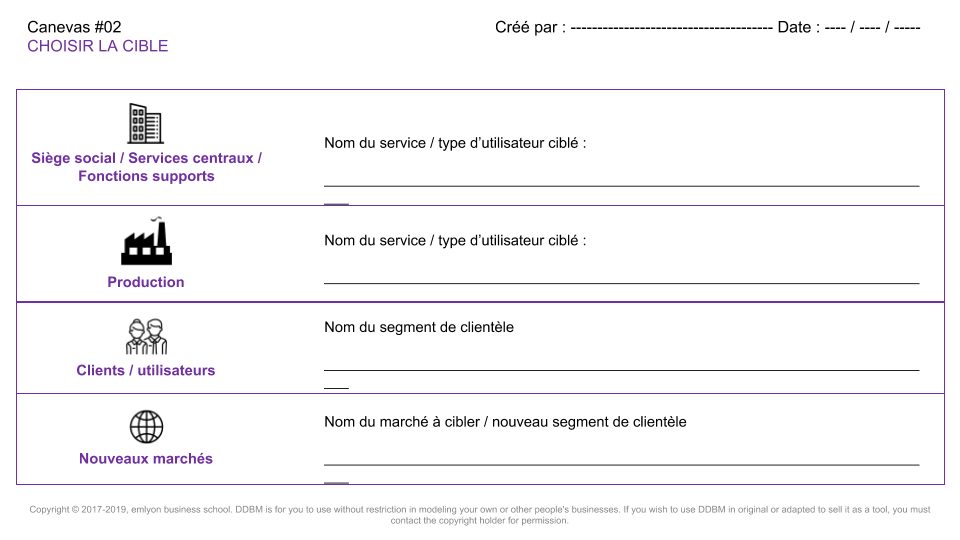 Canevas #02
CHOISIR LA CIBLE
Créé par : -------------------------------------- Date : ---- / ---- / -----
Siège social / Services centraux /
Fonctions supports
Nom du service / type d’utilisateur ciblé :
Production
Nom du service / type d’utilisateur ciblé :
Clients / utilisateurs
Nom du segment de clientèle
Nouveaux marchés
Nom du marché à cibler / nouveau segment de clientèle
Copyright © 2017-2019, emlyon business school. DDBM is for you to use without restriction in modeling your own or other people's businesses. If you wish to use DDBM in original or adapted to sell it as a tool, you must
contact the copyright holder for permission.